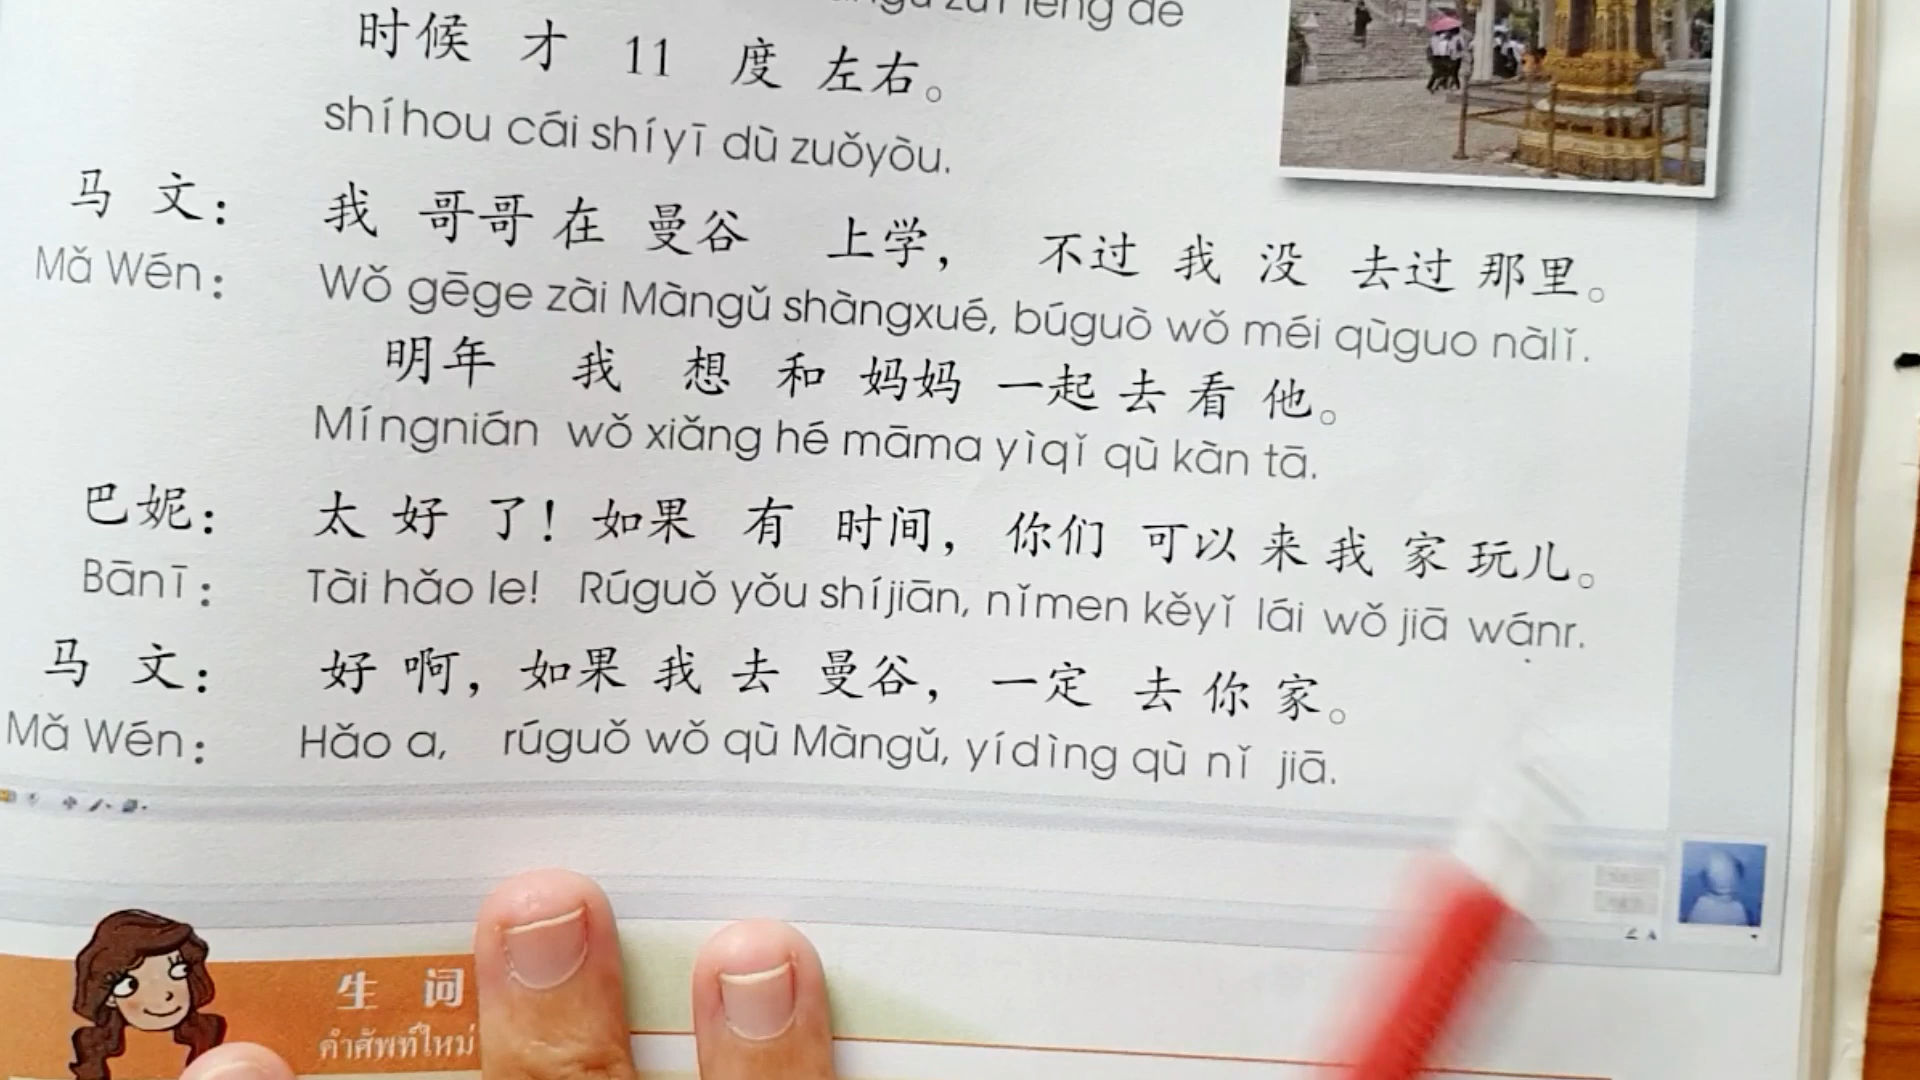 zuì lěng de
时候 才 11 度 左右。
shíhou cái shíyī dù zuǒyòu.
马 文： 我 哥哥 在 曼谷 上学， 不过 我 没 去过 那里。
Mǎ Wén: Wǒ gēge zài Màngǔ shàngxué, búguò wǒ méi qùguo nàlǐ.
明年 我 想 和 妈妈 一起 去 看 他。
Míngnián wǒ xiǎng hé māma yìqǐ qù kàn tā.
巴妮： 太 好 了！ 如果 有 时间， 你们 可以 来 我 家 玩儿。
Bānī: Tài hǎo le! Rúguǒ yǒu shíjiān, nǐmen kěyǐ lái wǒ jiā wánr.
马 文： 好 啊， 如果 我 去 曼谷， 一定 去 你 家。
Mǎ Wén: Hǎo a, rúguǒ wǒ qù Màngǔ, yídìng qù nǐ jiā.
生 词
คำศัพท์ใหม่